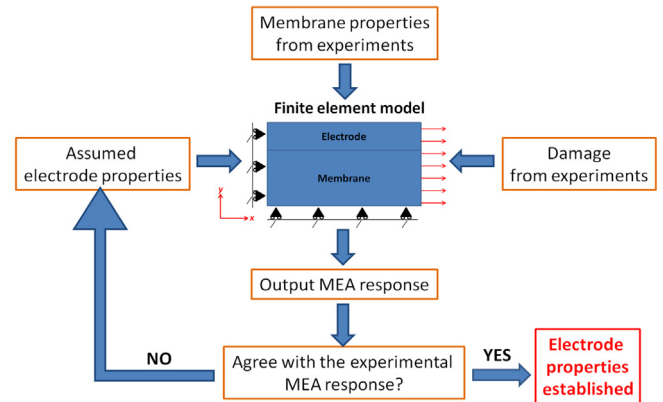 Membrane properties
from experiments
Finite element model
Electrode
Membrane
Assumed
electrode properties
Damage
from experiments
y
x
Output MEA response
NO
Agree with the experimental
MEA response?
YES
Electrode
properties
established